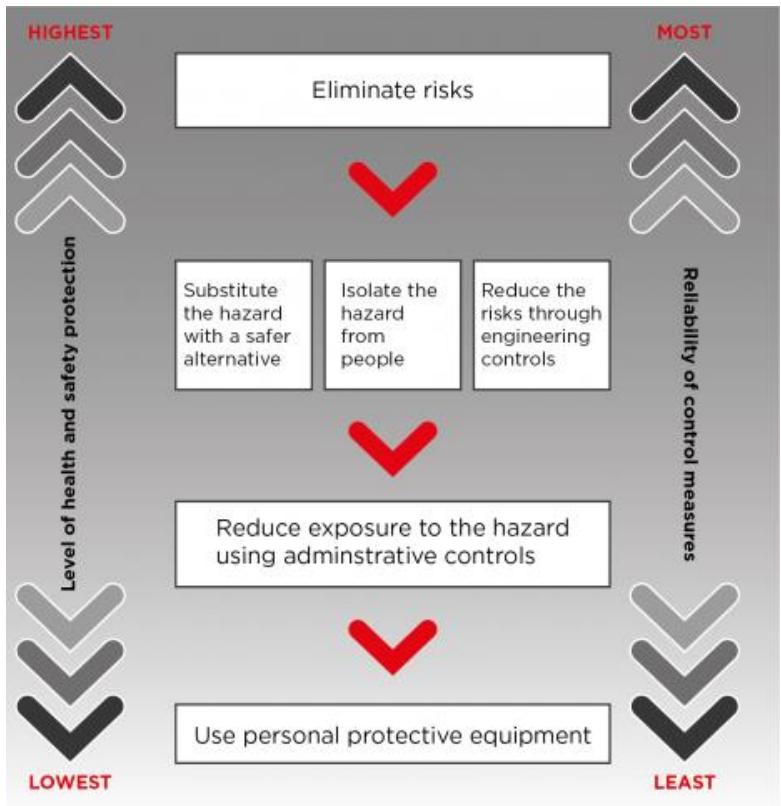 HIGHEST
MOST
Eliminate risks
Substitute
the hazard
with a safer
alternative
Isolate the
hazard
from
people
Reduce the
risks through
engineering
controls
Level of health and safety protection
Reliability of control measures
Reduce exposure to the hazard
using adminstrative controls
Use personal protective equipment
LOWEST
LEAST